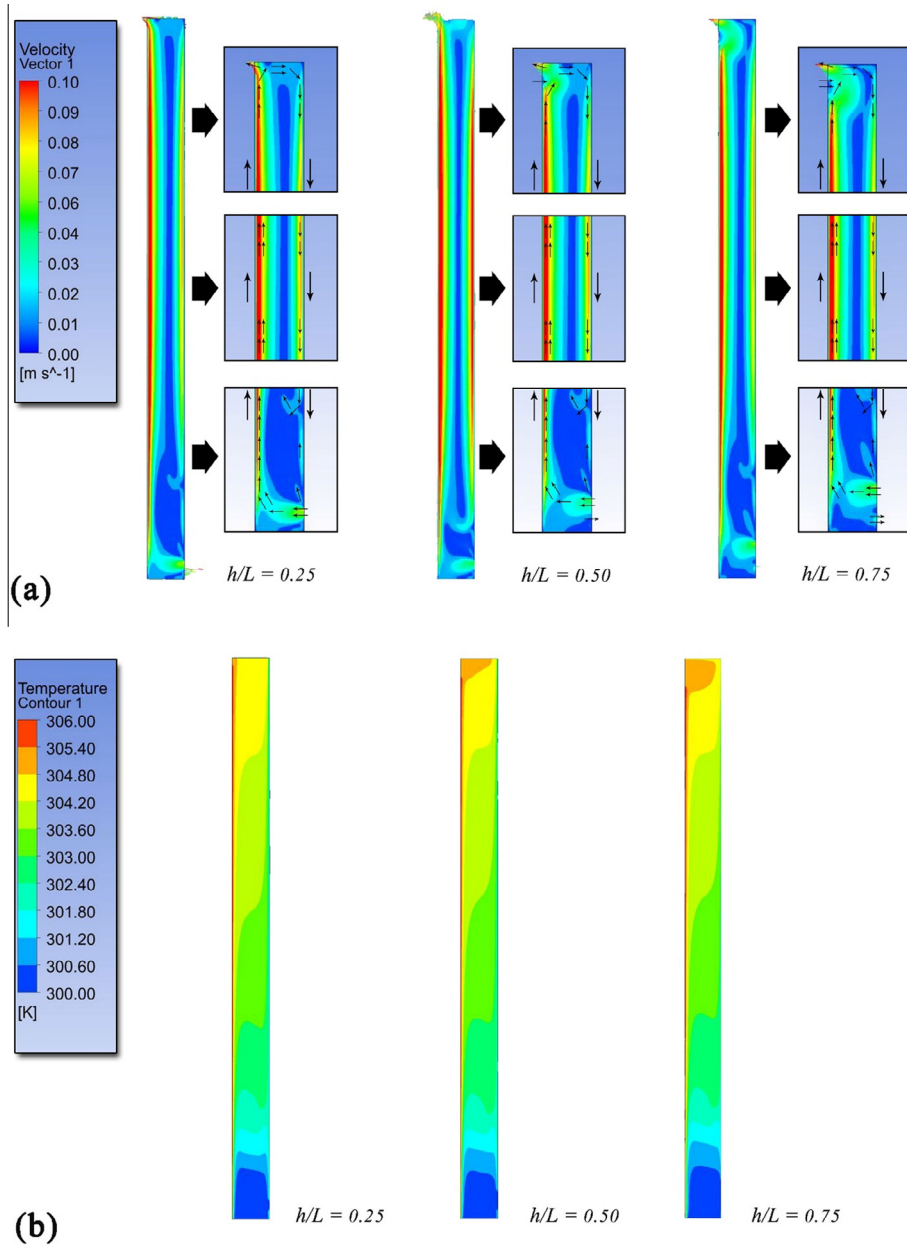 Velocity
Vector 1
0.10
0.09
0.08
0.07
0.06
0.05
0.04
0.03
0.02
0.01
0.00
[m s^-1]
(a)
h/L = 0.25
h/L = 0.50
h/L = 0.75
Temperature
Contour 1
306.00
305.40
304.80
304.20
303.60
303.00
302.40
301.80
301.20
300.60
300.00
[K]
(b)
h/L = 0.25
h/L = 0.50
h/L = 0.75